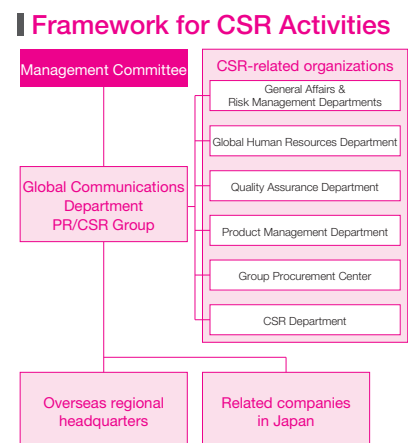 Framework for CSR Activities
Management Committee
CSR-related organizations
General Affairs &
Risk Management Departments
Global Human Resources Department
Global Communications
Department
PR/CSR Group
Quality Assurance Department
Product Management Department
Group Procurement Center
CSR Department
Overseas regional
headquarters
Related companies
in Japan